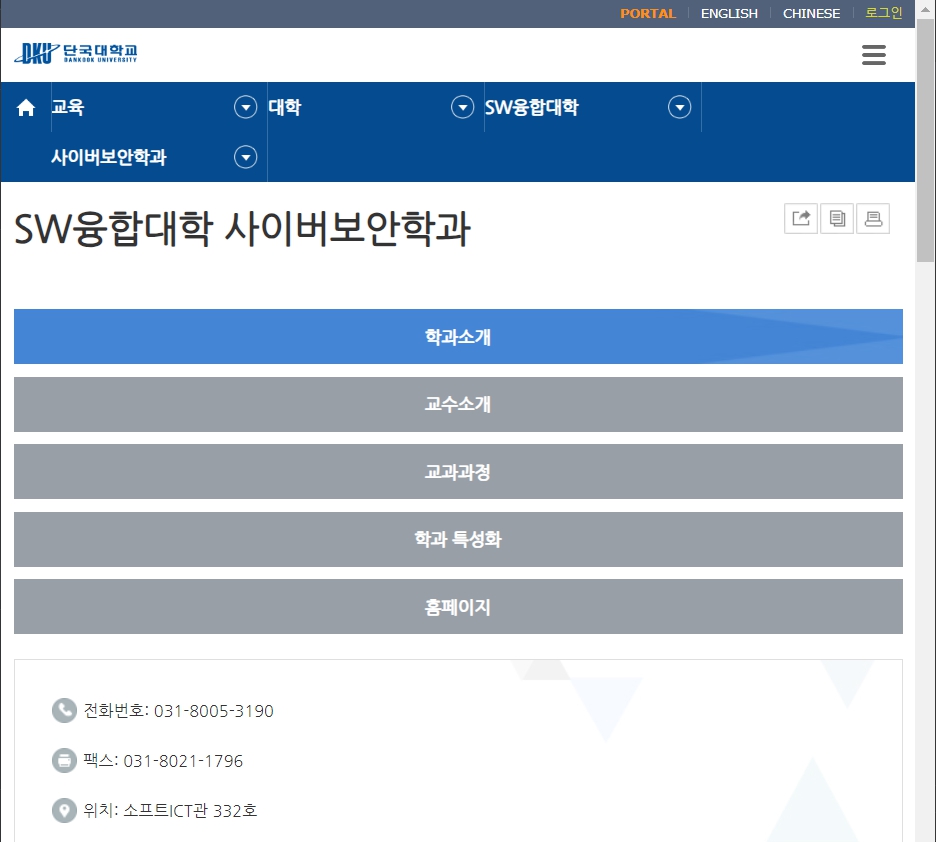 PORTAL ENGLISH CHINESE 로그인
DKU 단국대학교
DANKOOK UNIVERSITY
교육 대학 SW융합대학
사이버보안학과
SW융합대학 사이버보안학과
학과소개
교수소개
교과과정
학과 특성화
홈페이지
전화번호: 031-8005-3190
팩스: 031-8021-1796
위치: 소프트ICT관 332호